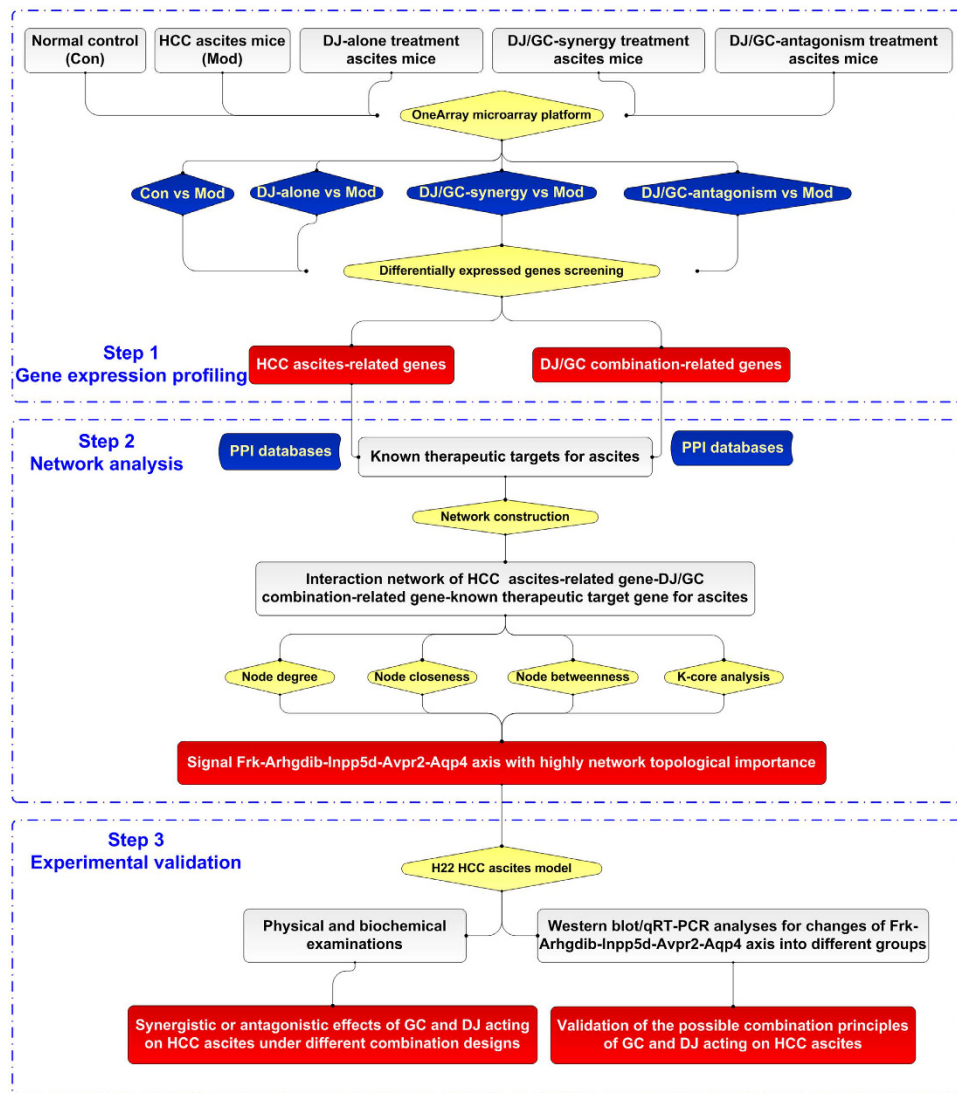 Normal control
(Con)
HCC ascites mice
(Mod)
DJ-alone treatment
ascites mice
DJ/GC-synergy treatment
ascites mice
DJ/GC-antagonism treatment
ascites mice
OneArray microarray platform
Con vs Mod
DJ-alone vs Mod
DJ/GC-synergy vs Mod
DJ/GC-antagonism vs Mod
Differentially expressed genes screening
Step 1
Gene expression profiling
HCC ascites-related genes
DJ/GC combination-related genes
Step 2
Network analysis
PPI databases
Known therapeutic targets for ascites
PPI databases
Network construction
Interaction network of HCC ascites-related gene-DJ/GC
combination-related gene-known therapeutic target gene for ascites
Node degree
Node closeness
Node betweenness
K-core analysis
Signal Frk-Arhgdib-Inpp5d-Avpr2-Aqp4 axis with highly network topological importance
Step 3
Experimental validation
H22 HCC ascites model
Physical and biochemical
examinations
Western blot/qRT-PCR analyses for changes of Frk-
Arhgdib-Inpp5d-Avpr2-Aqp4 axis into different groups
Synergistic or antagonistic effects of GC and DJ acting
on HCC ascites under different combination designs
Validation of the possible combination principles
of GC and DJ acting on HCC ascites